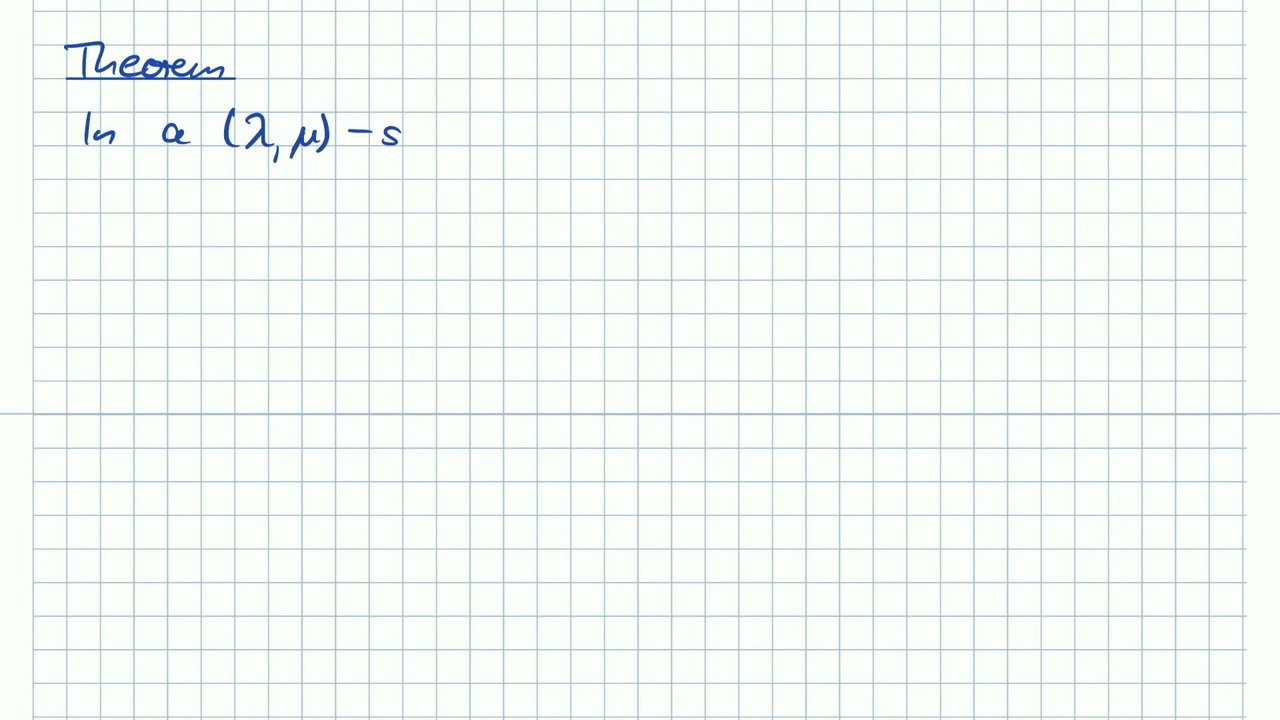 Theorem
In a (λ, μ) - s